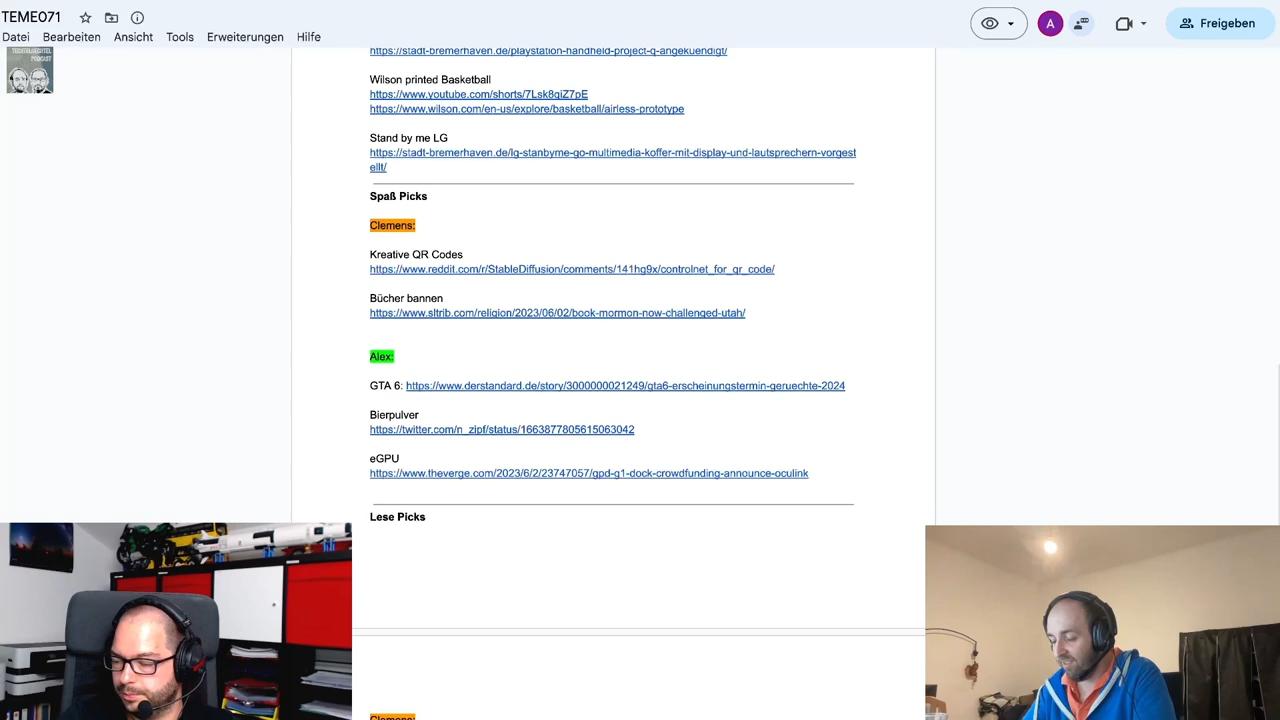 TEME071
Datei Bearbeiten Ansicht Tools Erweiterungen Hilfe
A
Freigeben
PODCAST
https://stadt-bremerhaven.de/playstation-handheld-project-q-angekuendigt/
Wilson printed Basketball
https://www.youtube.com/shorts/7Lsk8qiZ7pE
https://www.wilson.com/en-us/explore/basketball/airless-prototype
Stand by me LG
https://stadt-bremerhaven.de/lg-stanbyme-go-multimedia-koffer-mit-display-und-lautsprechern-vorgest
ellt/
Spaß Picks
Clemens:
Kreative QR Codes
https://www.reddit.com/r/StableDiffusion/comments/141hg9x/controlnet_for_qr_code/
Bücher bannen
https://www.sltrib.com/religion/2023/06/02/book-mormon-now-challenged-utah/
Alex:
GTA 6: https://www.derstandard.de/story/3000000021249/gta6-erscheinungstermin-geruechte-2024
Bierpulver
https://twitter.com/n_zipf/status/1663877805615063042
eGPU
https://www.theverge.com/2023/6/2/23747057/gpd-g1-dock-crowdfunding-announce-oculink
Lese Picks
Clemens: